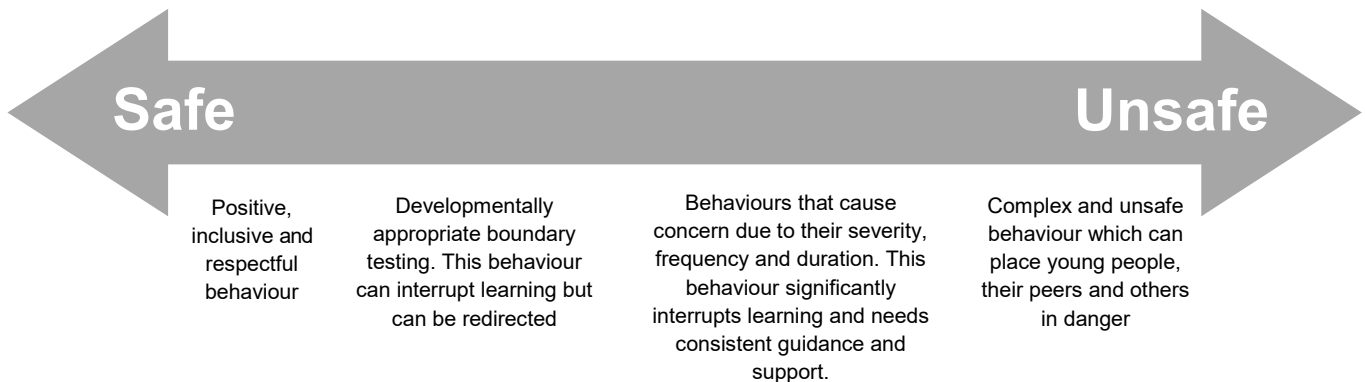 Safe
Unsafe
Positive,
inclusive and
respectful
behaviour
Developmentally
appropriate boundary
testing. This behaviour
can interrupt learning but
can be redirected
Behaviours that cause
concern due to their severity,
frequency and duration. This
behaviour significantly
interrupts learning and needs
consistent guidance and
support.
Complex and unsafe
behaviour which can
place young people,
their peers and others
in danger